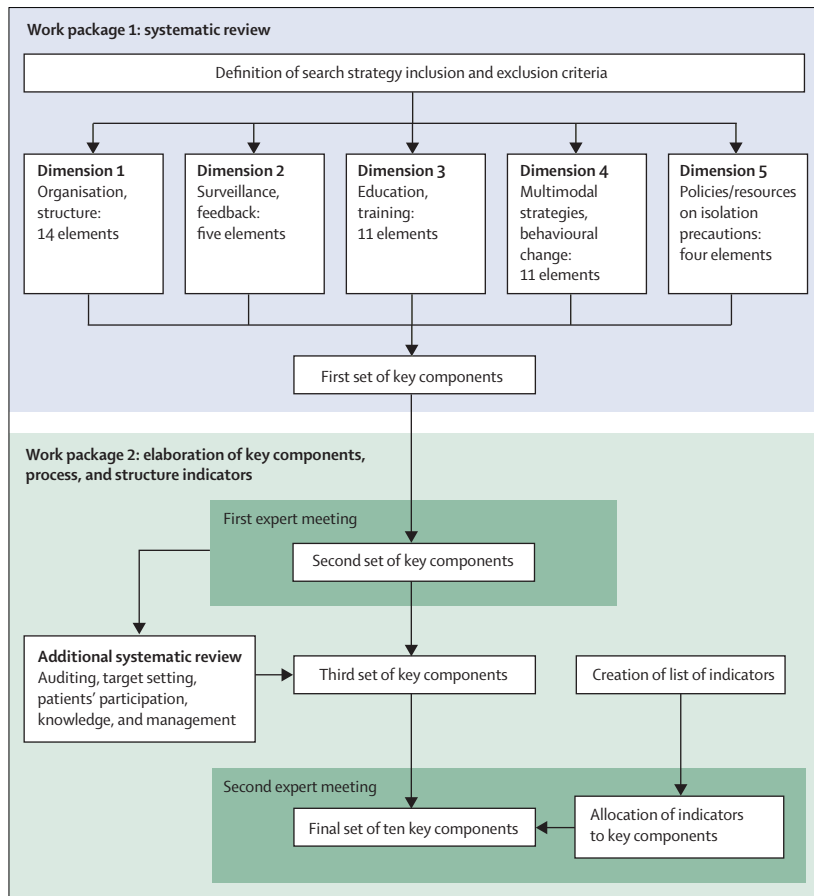 Work package 1: systematic review
Definition of search strategy inclusion and exclusion criteria
Dimension 1
Organisation,
structure:
14 elements
Dimension 2
Surveillance,
feedback:
five elements
Dimension 3
Education,
training:
11 elements
Dimension 4
Multimodal
strategies,
behavioural
change:
11 elements
Dimension 5
Policies/resources
on isolation
precautions:
four elements
First set of key components
Work package 2: elaboration of key components,
process, and structure indicators
First expert meeting
Second set of key components
Additional systematic review
Auditing, target setting,
patients’ participation,
knowledge, and management
Third set of key components
Creation of list of indicators
Second expert meeting
Final set of ten key components
Allocation of indicators
to key components